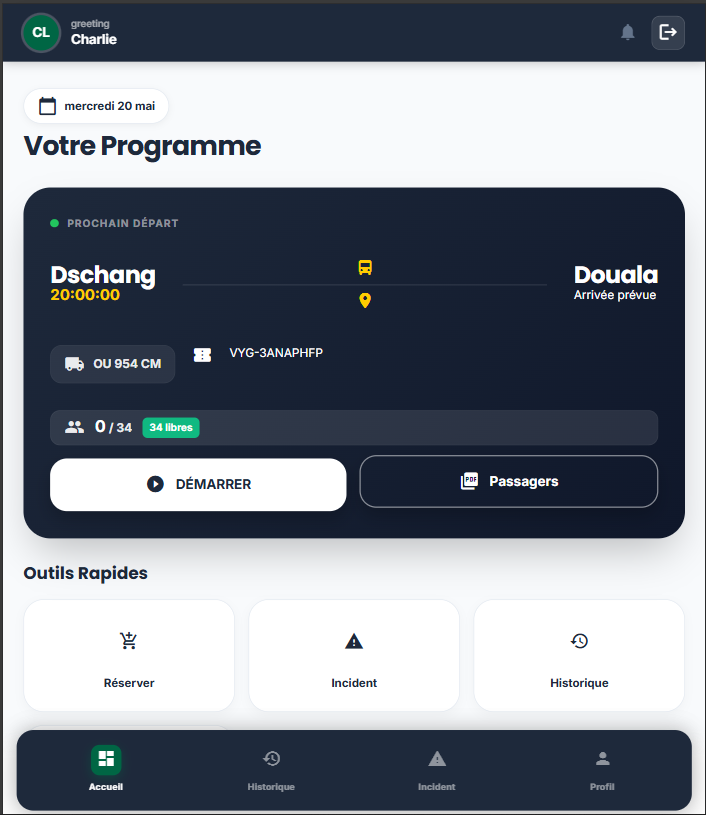 CL
greeting
Charlie
mercredi 20 mai
Votre Programme
PROCHAIN DÉPART
Dschang
20:00:00
Douala
Arrivée prévue
OU 954 CM
VYG-3ANAPHFP
0 / 34 34 libres
DÉMARRER
PDF Passagers
Outils Rapides
Réserver
Incident
Historique
Accueil
Historique
Incident
Profil